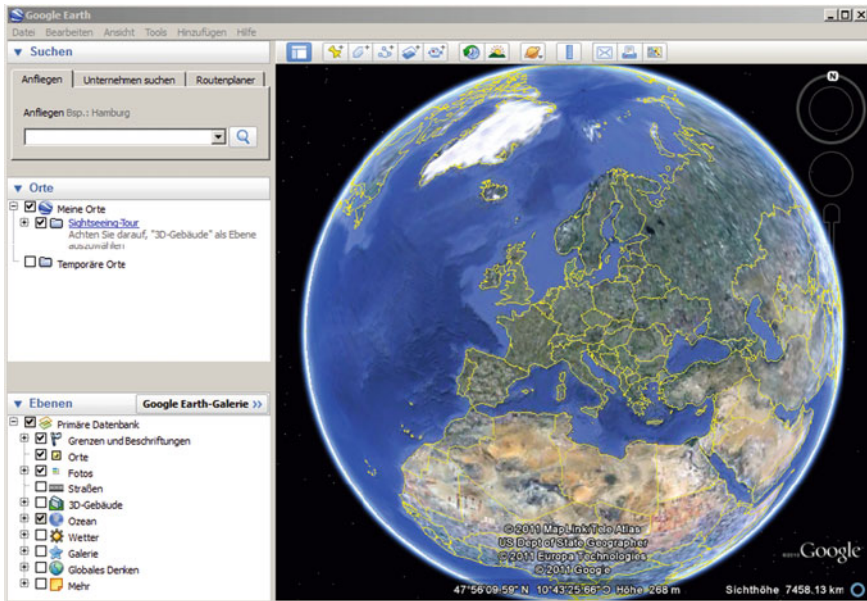 Google Earth
Datei Bearbeiten Ansicht Tools Hinzufügen Hilfe
Suchen
Anfliegen Unternehmen suchen Routenplaner
Anfliegen Bsp.: Hamburg
Orte
Meine Orte
Sightseeing-Tour
Achten Sie darauf, "3D-Gebäude" als Ebene
auszuwählen
Temporäre Orte
Ebenen Google Earth-Galerie >>
Primäre Datenbank
Grenzen und Beschriftungen
Orte
Fotos
Straßen
3D-Gebäude
Ozean
Wetter
Galerie
Globales Denken
Mehr
N
© 2011 MapLink/Tele Atlas
US Dept of State Geographer
© 2011 Europa Technologies
© 2011 Google
©2010 Google
47°56'09.59" N 10°43'25.66" O Höhe 268 m Sichthöhe 7458.13 km